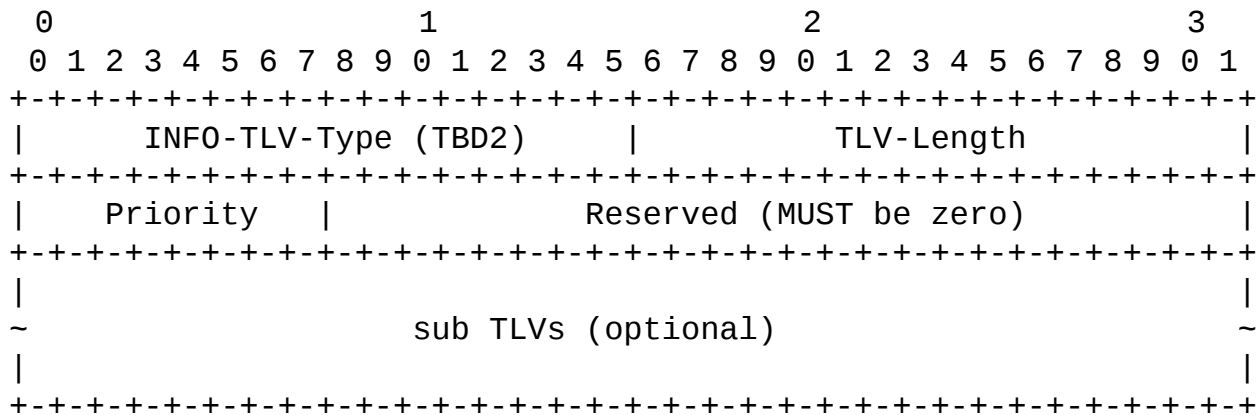 0                   1                   2                   3
 0 1 2 3 4 5 6 7 8 9 0 1 2 3 4 5 6 7 8 9 0 1 2 3 4 5 6 7 8 9 0 1
+-+-+-+-+-+-+-+-+-+-+-+-+-+-+-+-+-+-+-+-+-+-+-+-+-+-+-+-+-+-+-+-+
|      INFO-TLV-Type (TBD2)     |          TLV-Length           |
+-+-+-+-+-+-+-+-+-+-+-+-+-+-+-+-+-+-+-+-+-+-+-+-+-+-+-+-+-+-+-+-+
|    Priority   |             Reserved (MUST be zero)           |
+-+-+-+-+-+-+-+-+-+-+-+-+-+-+-+-+-+-+-+-+-+-+-+-+-+-+-+-+-+-+-+-+
|                                                               |
~                    sub TLVs (optional)                        ~
|                                                               |
+-+-+-+-+-+-+-+-+-+-+-+-+-+-+-+-+-+-+-+-+-+-+-+-+-+-+-+-+-+-+-+-+